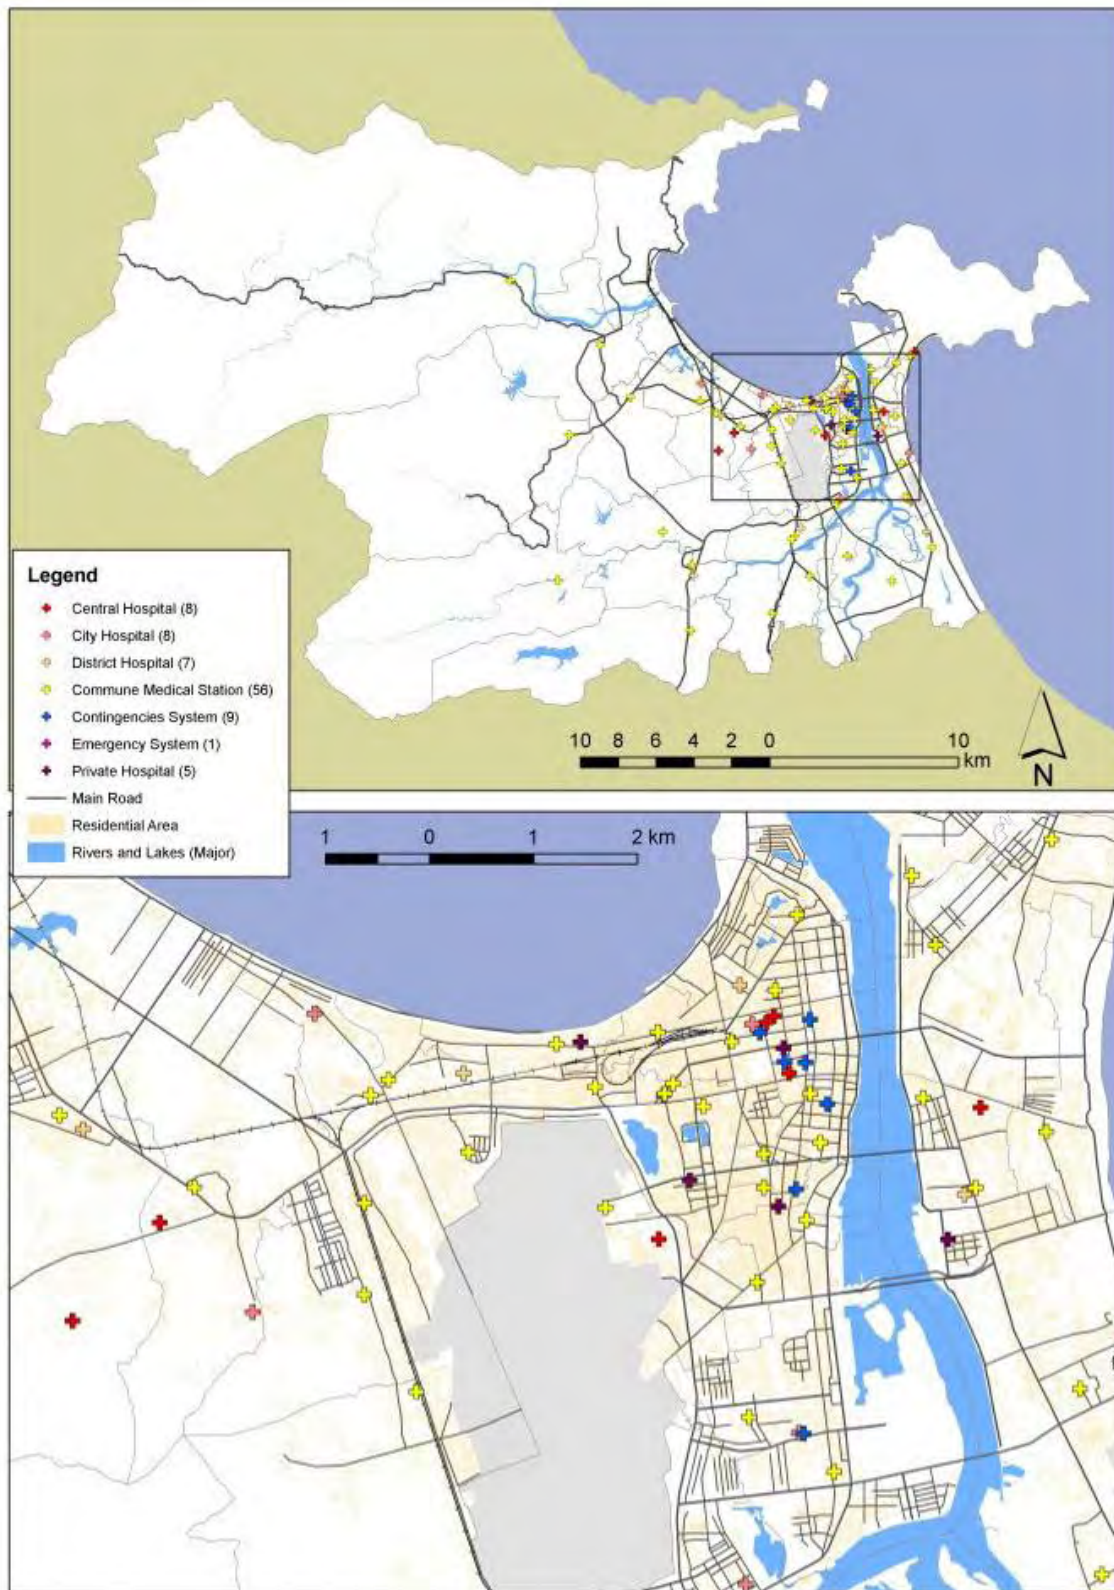 10 8 6 4 2 0 10
km
N
Legend
Central Hospital (8)
City Hospital (8)
District Hospital (7)
Commune Medical Station (56)
Contingencies System (9)
Emergency System (1)
Private Hospital (5)
Main Road
Residential Area
Rivers and Lakes (Major)
1 0 1 2 km